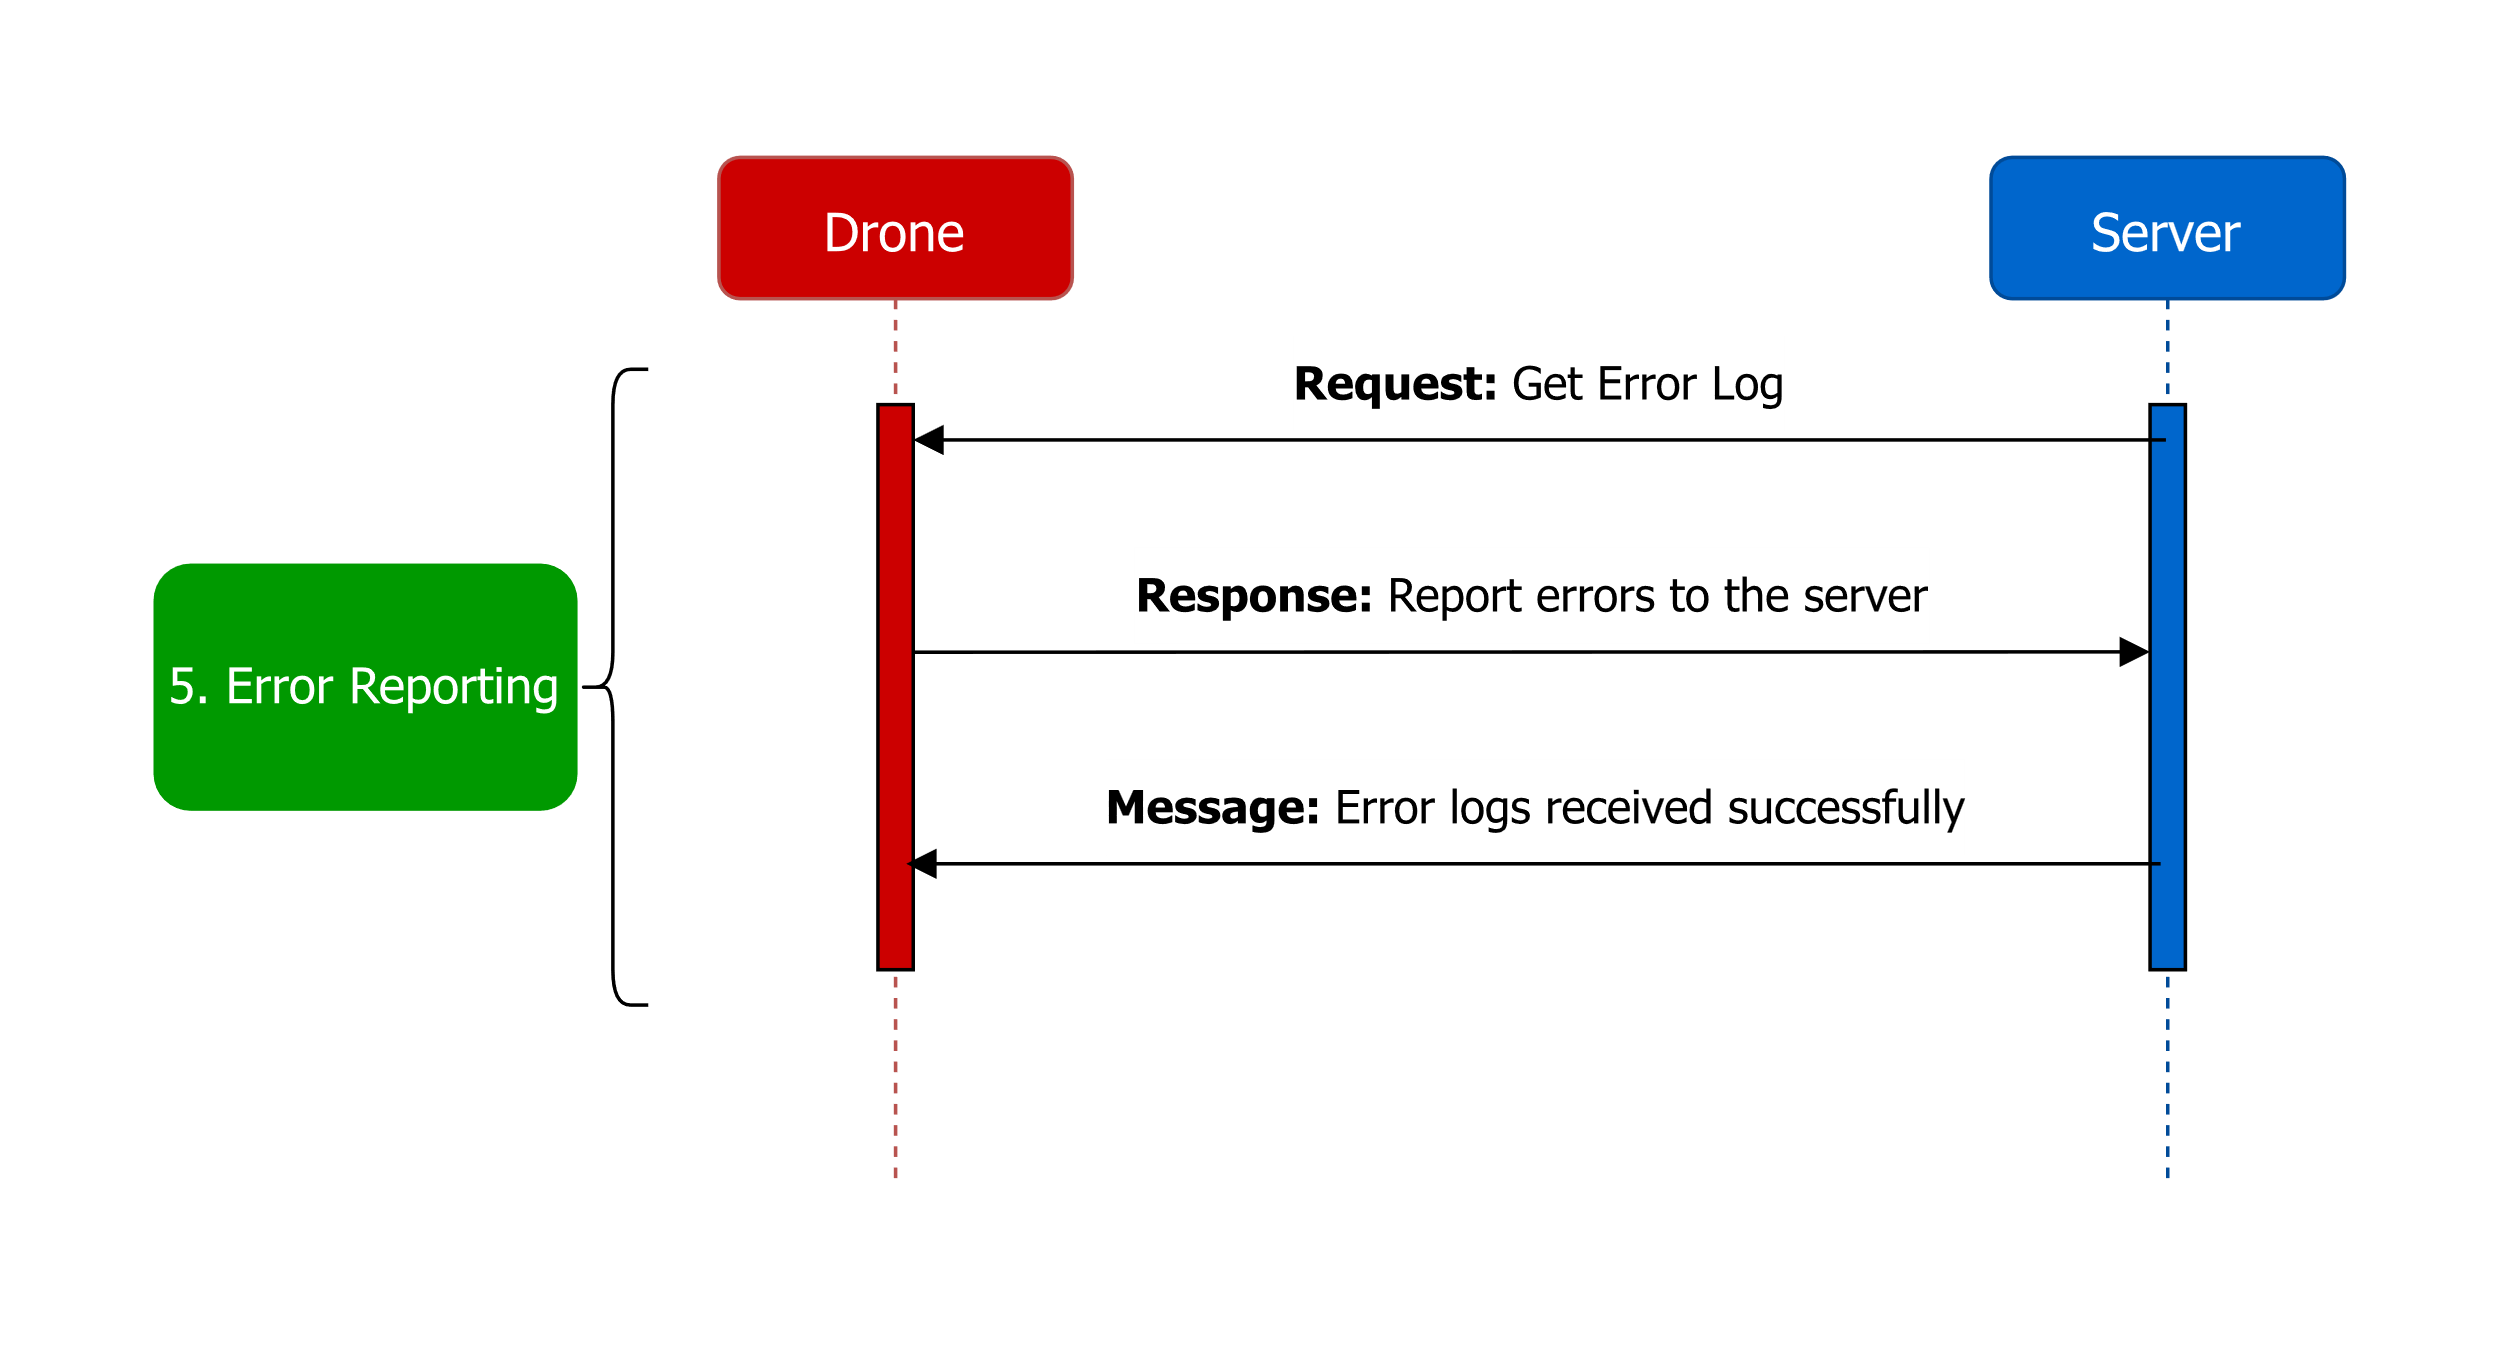 Drone
Server
Request: Get Error Log
Response: Report errors to the server
5. Error Reporting
Message: Error logs received successfully